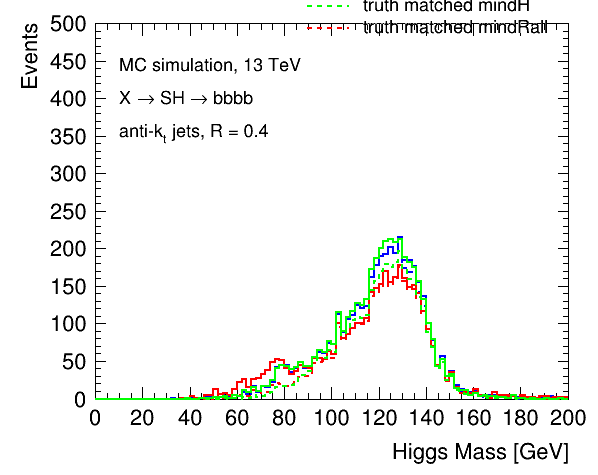 truth matched mindH
truth matched mindRall
Events
500
450
400
350
300
250
200
150
100
50
0
MC simulation, 13 TeV
X → SH → bbbb
anti-kt jets, R = 0.4
0 20 40 60 80 100 120 140 160 180 200
Higgs Mass [GeV]